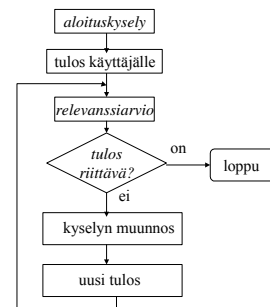 aloituskysely
tulos käyttäjälle
relevanssiarvio
tulos
riittävä?
on
loppu
ei
kyselyn muunnos
uusi tulos